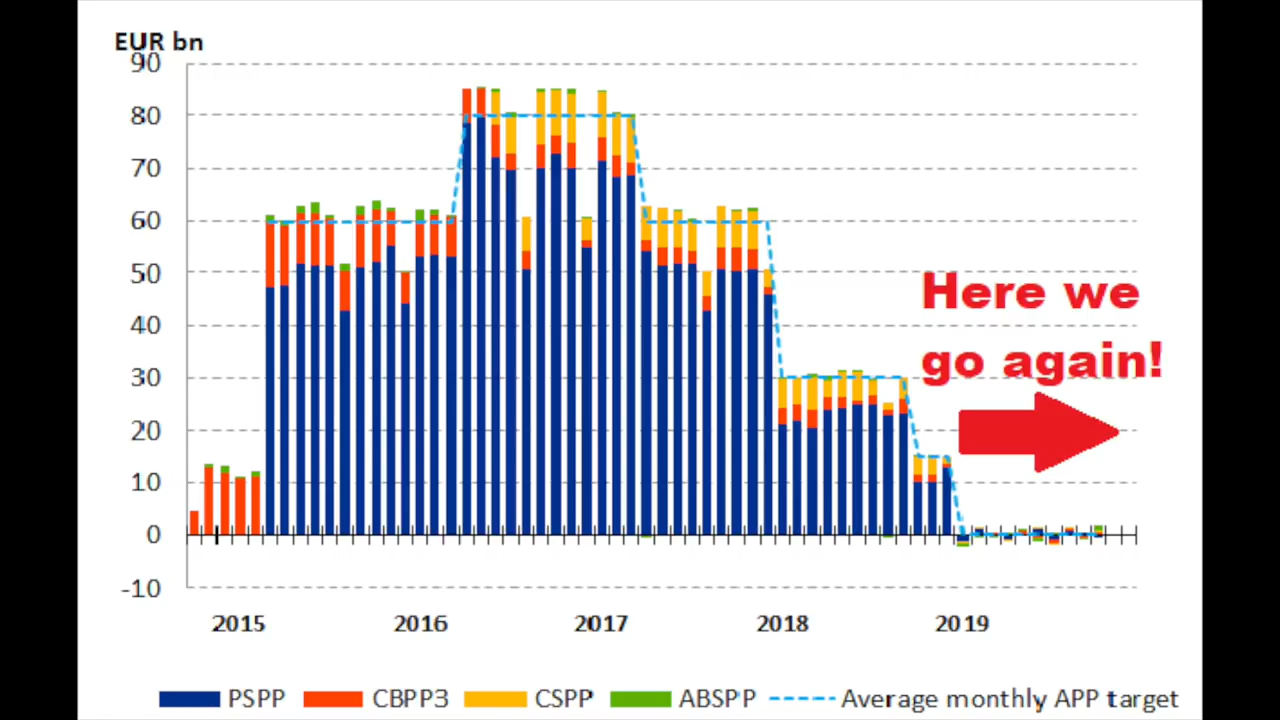 EUR bn
90
80
70
60
50
40
30
20
10
0
-10
Here we
go again!
2015 2016 2017 2018 2019
PSPP CBPP3 CSPP ABSPP Average monthly APP target